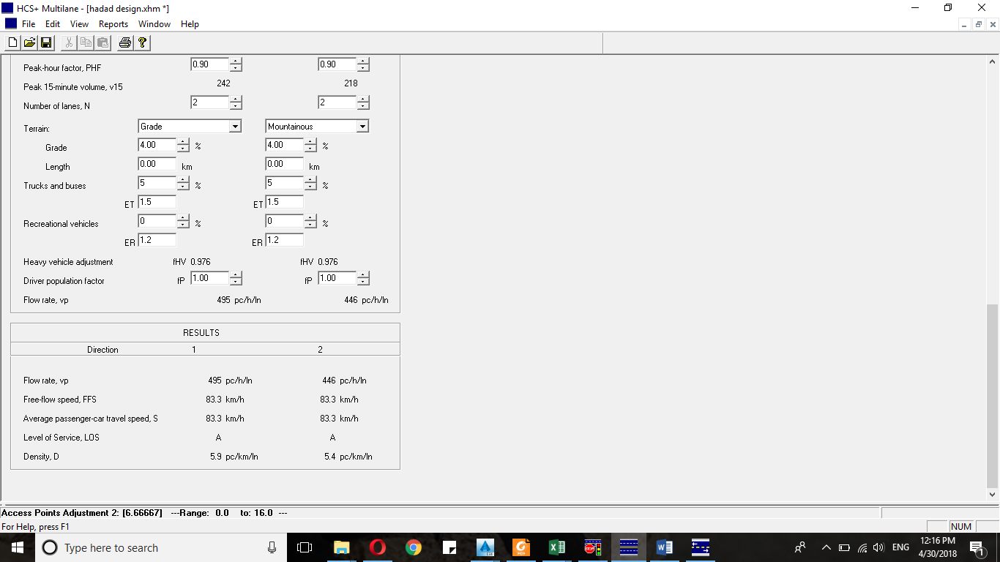 HCS+ Multilane - [hadad design.xhm *]
File Edit View Reports Window Help
Peak-hour factor, PHF 0.90 0.90
Peak 15-minute volume, v15 242 218
Number of lanes, N 2 2
Terrain: Grade Mountainous
Grade 4.00 % 4.00 %
Length 0.00 km 0.00 km
Trucks and buses 5 % 5 %
ET 1.5 ET 1.5
Recreational vehicles 0 % 0 %
ER 1.2 ER 1.2
Heavy vehicle adjustment fHV 0.976 fHV 0.976
Driver population factor fP 1.00 fP 1.00
Flow rate, vp 495 pc/h/ln 446 pc/h/ln
RESULTS
Direction 1 2
Flow rate, vp 495 pc/h/ln 446 pc/h/ln
Free-flow speed, FFS 83.3 km/h 83.3 km/h
Average passenger-car travel speed, S 83.3 km/h 83.3 km/h
Level of Service, LOS A A
Density, D 5.9 pc/km/ln 5.4 pc/km/ln
Access Points Adjustment 2: [6.66667] ---Range: 0.0 to: 16.0 ---
For Help, press F1 NUM
Type here to search ENG 12:16 PM
4/30/2018 1